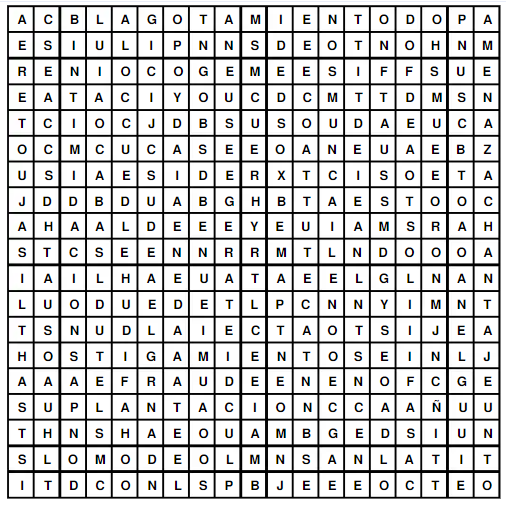 A C B L A G O T A M I E N T O D O P A
E S I U L I P N N S D E O T N O H N M
R E N I O C O G E M E E S I F F S U E
E A T A C I Y O U C D C M T T D M S N
T C I O C J D B S U S O U D A E U C A
O C M C U C A S E E O A N E U A E B Z
U S I A E S I D E R X T C I S O E T A
J D D B D U A B G H B T A E S T O O C
A H A A L D E E E Y E U I A M S R A H
S T C S E E N N R R M T L N D O O O A
I A I L H A E U A T A E E L G L N A N
L U O D U E D E T L P C N N Y I M N T
T S N U D L A I E C T A O T S I J E A
H O S T I G A M I E N T O S E I N L J
A A A E F R A U D E E N E N O F C G E
S U P L A N T A C I O N C C A A Ñ U U
T H N S H A E O U A M B G E D S I U N
S L O M O D E O L M N S A N L A T I T
I T D C O N L S P B J E E E O C T E O